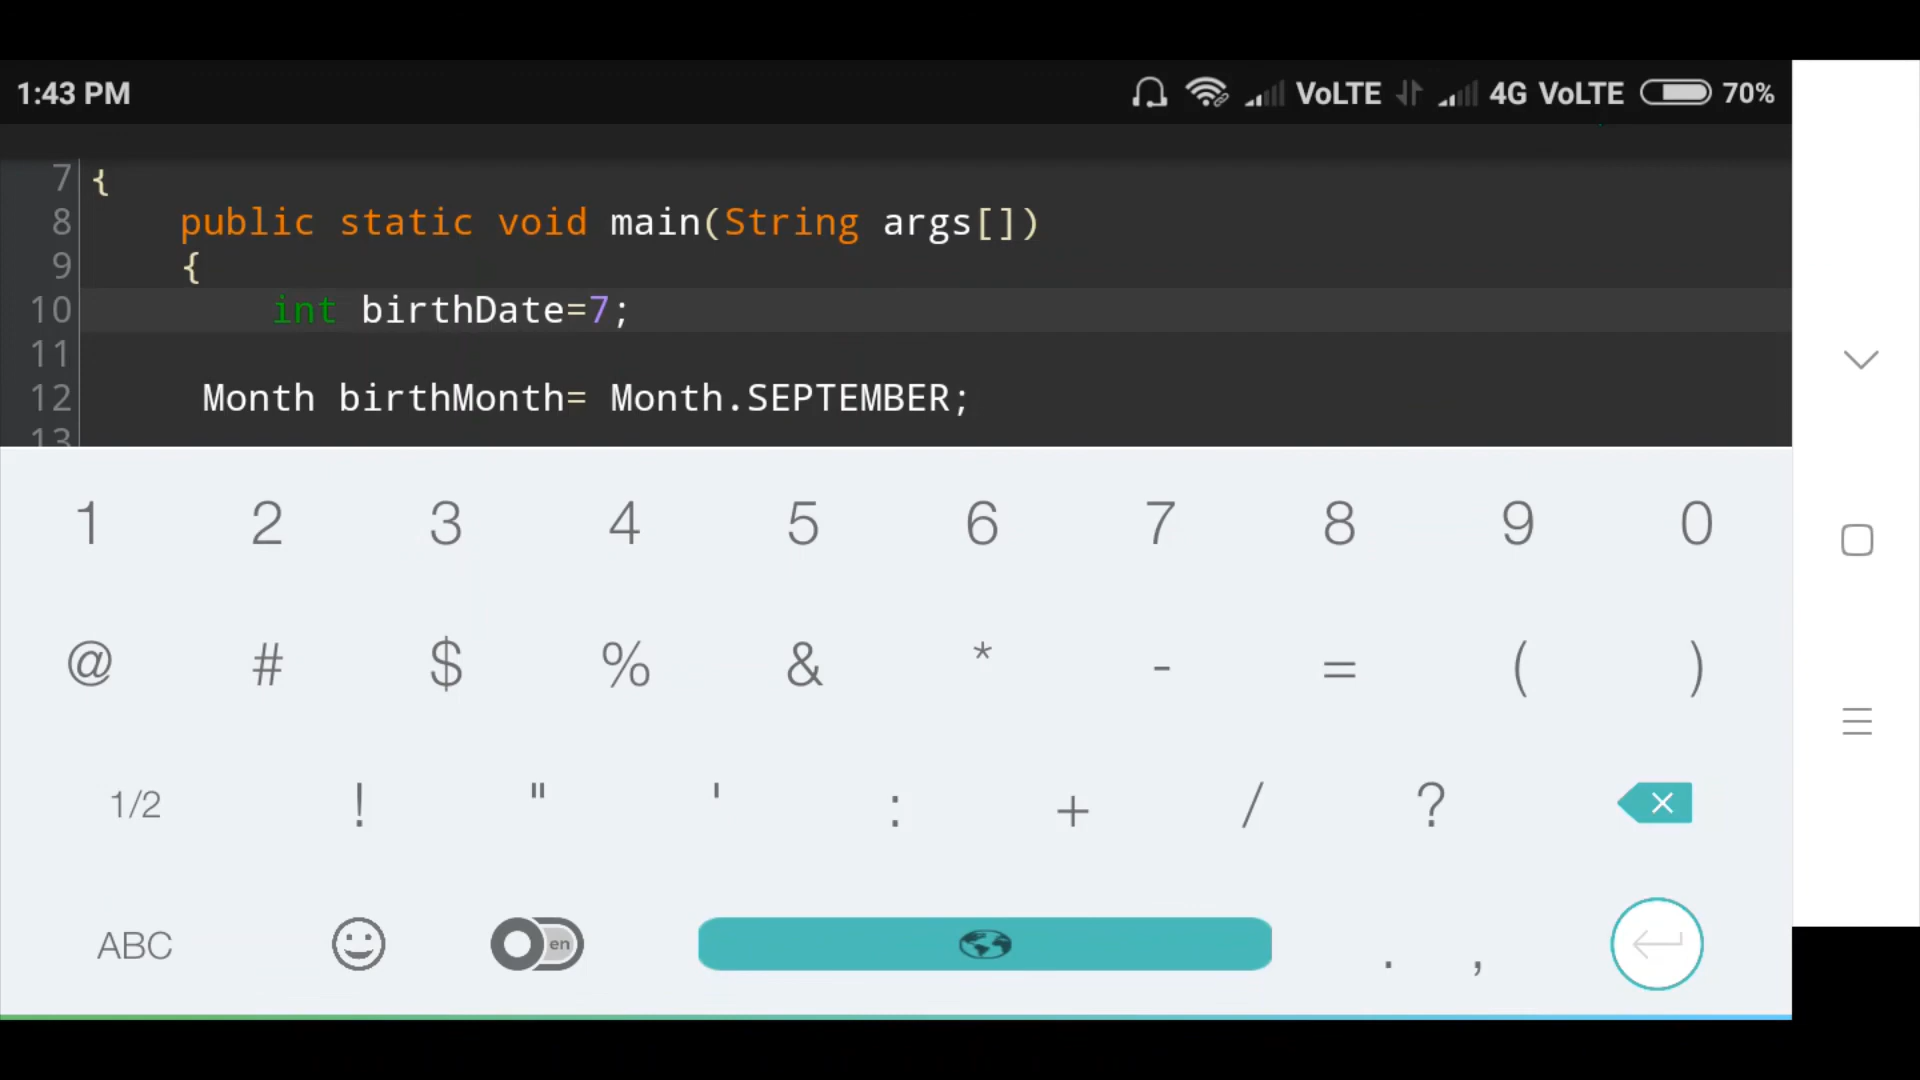 1:43 PM VoLTE 4G VoLTE 70%
7 {
8 public static void main(String args[])
9 {
10 int birthDate=7;
11
12 Month birthMonth= Month.SEPTEMBER;
13
1 2 3 4 5 6 7 8 9 0
@ # $ % & * - = ( )
1/2 ! " ' : + / ?
ABC en . ,